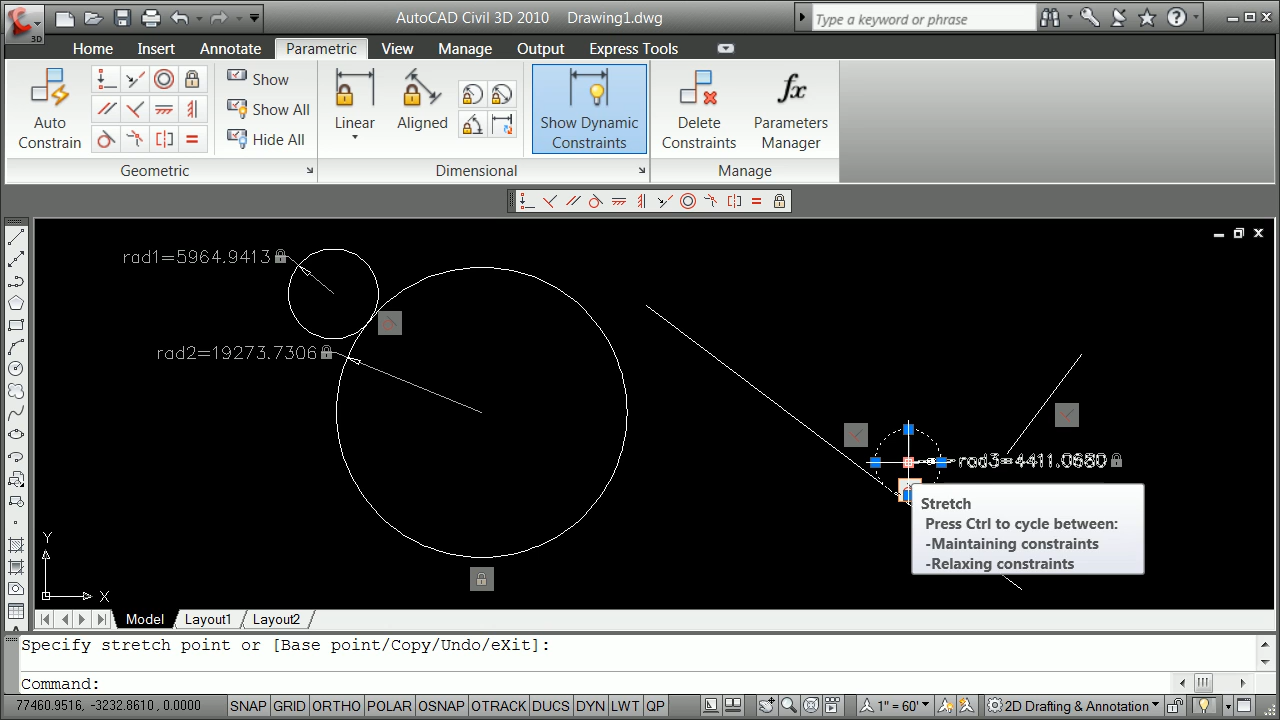 AutoCAD Civil 3D 2010 Drawing1.dwg
Type a keyword or phrase
3D
Home Insert Annotate Parametric View Manage Output Express Tools
Auto
Constrain
Show
Show All
Hide All
Geometric
Linear
Aligned
Show Dynamic
Constraints
Dimensional
Delete
Constraints
fx
Parameters
Manager
Manage
rad1=5964.9413
rad2=19273.7306
Stretch
Press Ctrl to cycle between:
-Maintaining constraints
-Relaxing constraints
Y
X
Model Layout1 Layout2
Specify stretch point or [Base point/Copy/Undo/eXit]:
Command:
77460.9516, -3232.8610, 0.0000 SNAP GRID ORTHO POLAR OSNAP OTRACK DUCS DYN LWT QP 1" = 60' 2D Drafting & Annotation